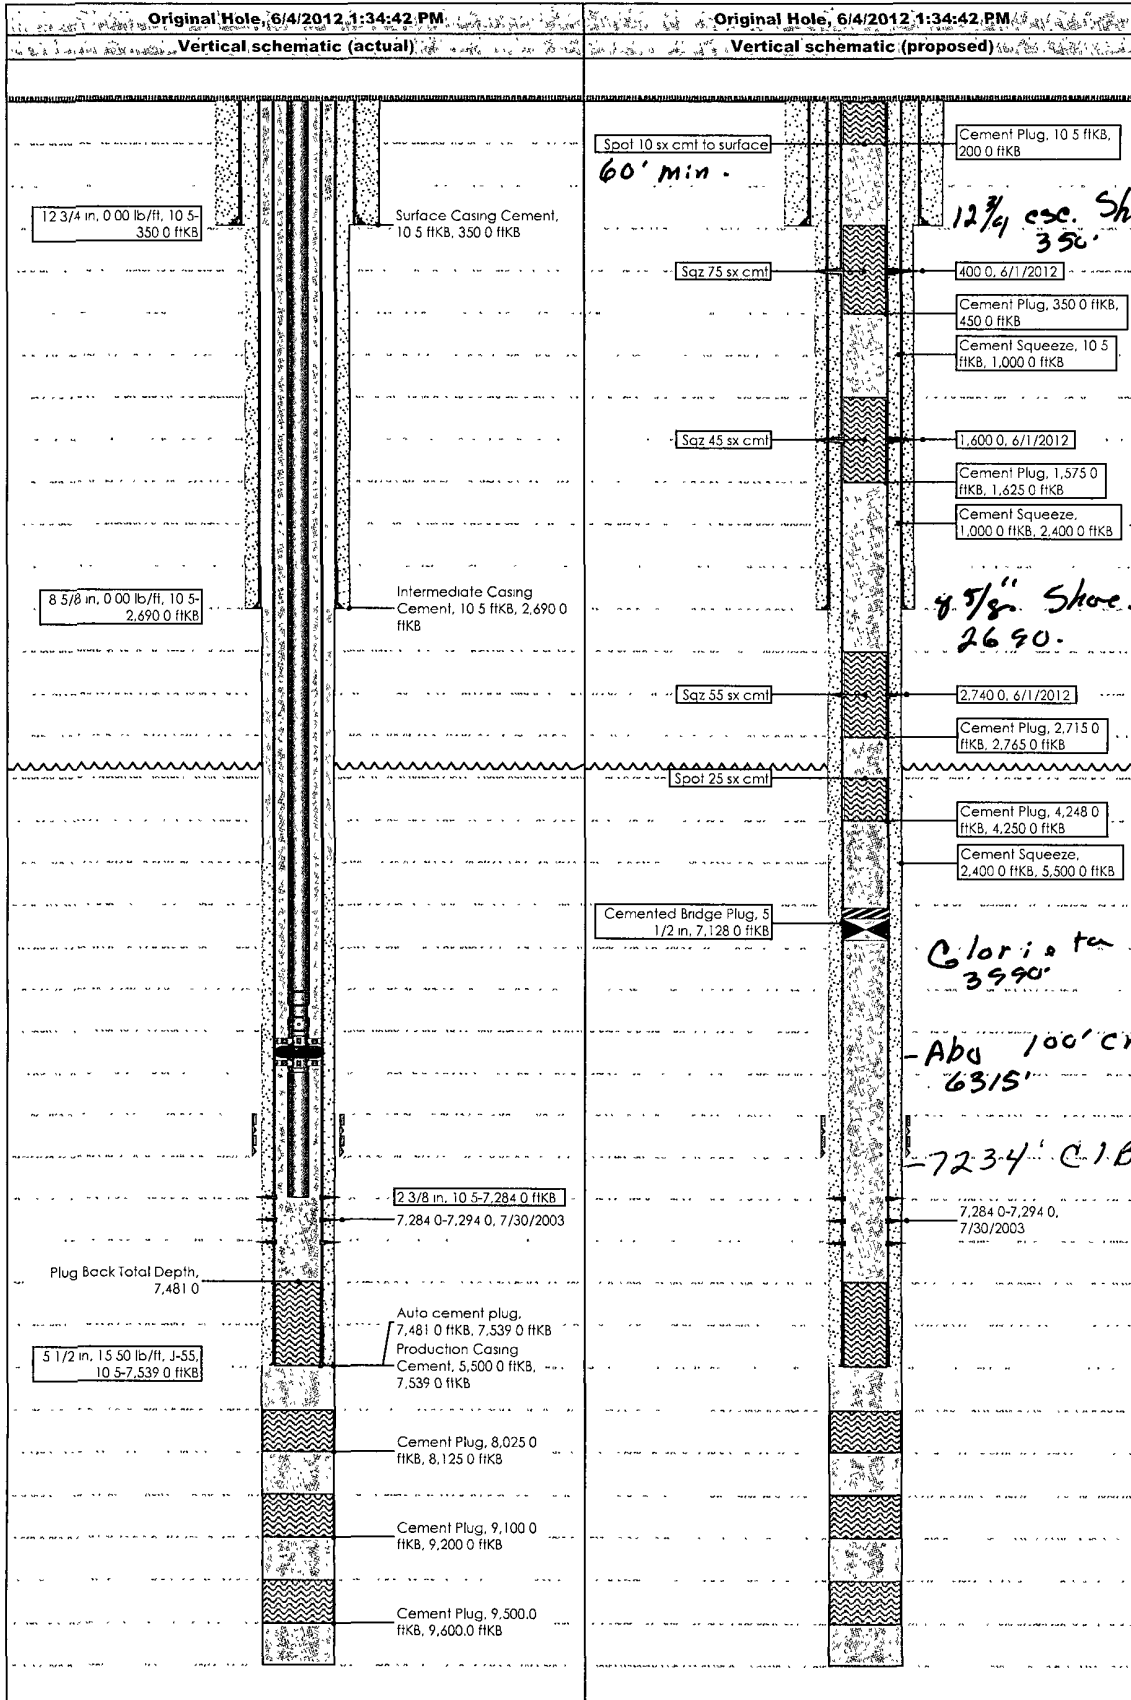 Original Hole, 6/4/2012 1:34:42 PM
Vertical schematic (actual)
12 3/4 in, 0 00 lb/ft, 10 5-
350 0 ftKB
Surface Casing Cement,
10 5 ftKB, 350 0 ftKB
8 5/8 in, 0 00 lb/ft, 10 5-
2,690 0 ftKB
Intermediate Casing
Cement, 10 5 ftKB, 2,690 0
ftKB
2 3/8 in, 10 5-7,284 0 ftKB
7,284 0-7,294 0, 7/30/2003
Plug Back Total Depth,
7,481 0
Auto cement plug,
7,481 0 ftKB, 7,539 0 ftKB
Production Casing
Cement, 5,500 0 ftKB,
7,539 0 ftKB
5 1/2 in, 15 50 lb/ft, J-55,
10 5-7,539 0 ftKB
Cement Plug, 8,025 0
ftKB, 8,125 0 ftKB
Cement Plug, 9,100 0
ftKB, 9,200 0 ftKB
Cement Plug, 9,500.0
ftKB, 9,600.0 ftKB
Original Hole, 6/4/2012 1:34:42 PM
Vertical schematic (proposed)
Spot 10 sx cmt to surface
60' min.
Cement Plug, 10 5 ftKB,
200 0 ftKB
12 3/4 csc. Sh
350'
Sqz 75 sx cmt
400 0, 6/1/2012
Cement Plug, 350 0 ftKB,
450 0 ftKB
Cement Squeeze, 10 5
ftKB, 1,000 0 ftKB
Sqz 45 sx cmt
1,600 0, 6/1/2012
Cement Plug, 1,575 0
ftKB, 1,625 0 ftKB
Cement Squeeze,
1,000 0 ftKB, 2,400 0 ftKB
8 5/8" Shoe.
2690.
Sqz 55 sx cmt
2,740 0, 6/1/2012
Cement Plug, 2,715 0
ftKB, 2,765 0 ftKB
Spot 25 sx cmt
Cement Plug, 4,248 0
ftKB, 4,250 0 ftKB
Cement Squeeze,
2,400 0 ftKB, 5,500 0 ftKB
Cemented Bridge Plug, 5
1/2 in, 7,128 0 ftKB
Glorieta
3990'
-Abo 100' cm
6315'
-7234' CIB
7,284 0-7,294 0,
7/30/2003